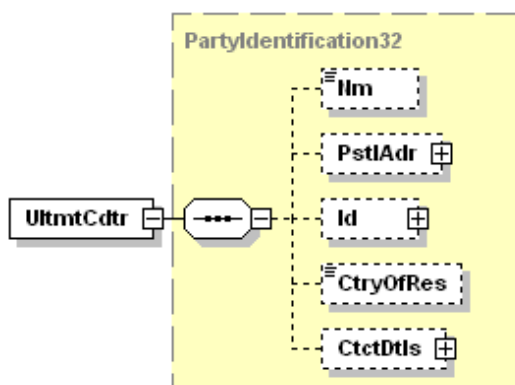 PartyIdentification32
Nm
PstlAdr
UltmtCdtr
Id
CtryOfRes
CtctDtls